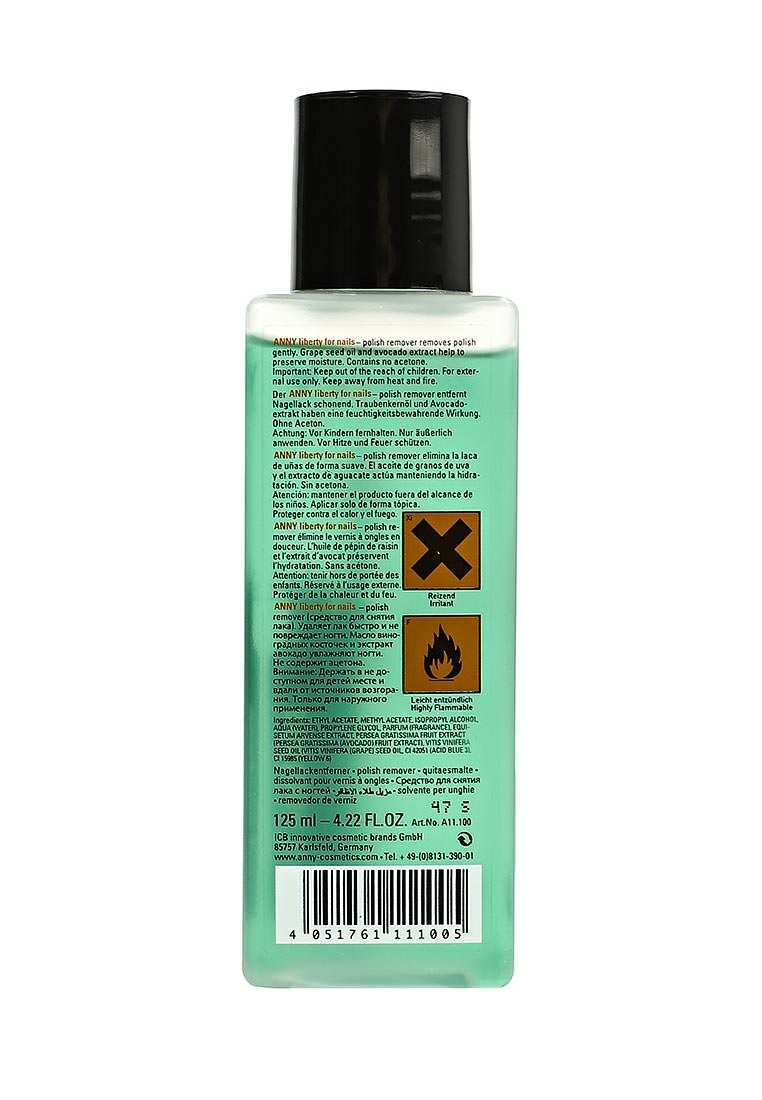 ANNY liberty for nails – polish remover removes polish
gently. Grape seed oil and avocado extract help to
preserve moisture. Contains no acetone.
Important: Keep out of the reach of children. For exter-
nal use only. Keep away from heat and fire.
Der ANNY liberty for nails – polish remover entfernt
Nagellack schonend. Traubenkernöl und Avocado-
extrakt haben eine feuchtigkeitsbewahrende Wirkung.
Ohne Aceton.
Achtung: Vor Kindern fernhalten. Nur äußerlich
anwenden. Vor Hitze und Feuer schützen.
ANNY liberty for nails – polish remover elimina la laca
de uñas de forma suave. El aceite de granos de uva
y el extracto de aguacate actúa manteniendo la hidra-
tación. Sin acetona.
Atención: mantener el producto fuera del alcance de
los niños. Aplicar solo de forma tópica.
Proteger contra el calor y el fuego.
ANNY liberty for nails – polish re-
mover élimine le vernis à ongles en
douceur. L'huile de pépin de raisin
et l'extrait d'avocat préservent
l'hydratation. Sans acétone.
Attention: tenir hors de portée des
enfants. Réservé à l'usage externe.
Protéger de la chaleur et du feu.
Xi
Reizend
Irritant
ANNY liberty for nails – polish
remover (средство для снятия
лака). Удаляет лак быстро и не
повреждает ногти. Масло вино-
градных косточек и экстракт
авокадо увлажняют ногти.
Не содержит ацетона.
Внимание: Держать в не до-
ступном для детей месте и
вдали от источников возгора-
ния. Только для наружного
применения.
F
Leicht entzündlich
Highly Flammable
Ingredients: ETHYL ACETATE, METHYL ACETATE, ISOPROPYL ALCOHOL,
AQUA (WATER), PROPYLENE GLYCOL, PARFUM (FRAGRANCE), EQUI-
SETUM ARVENSE EXTRACT, PERSEA GRATISSIMA FRUIT EXTRACT
(PERSEA GRATISSIMA (AVOCADO) FRUIT EXTRACT), VITIS VINIFERA
SEED OIL (VITIS VINIFERA (GRAPE) SEED OIL, CI 42051 (ACID BLUE 3),
CI 15985 (YELLOW 6)
Nagellackentferner • polish remover • quitaesmalte •
dissolvant pour vernis à ongles • Средство для снятия
лака с ногтей • مزيل طلاء الاظافر • solvente per unghie
• removedor de verniz
47 S
125 ml – 4.22 FL.OZ. Art.No. A11.100
ICB innovative cosmetic brands GmbH
85757 Karlsfeld, Germany
www.anny-cosmetics.com • Tel. + 49-(0)8131-390-01
4 051761 111005